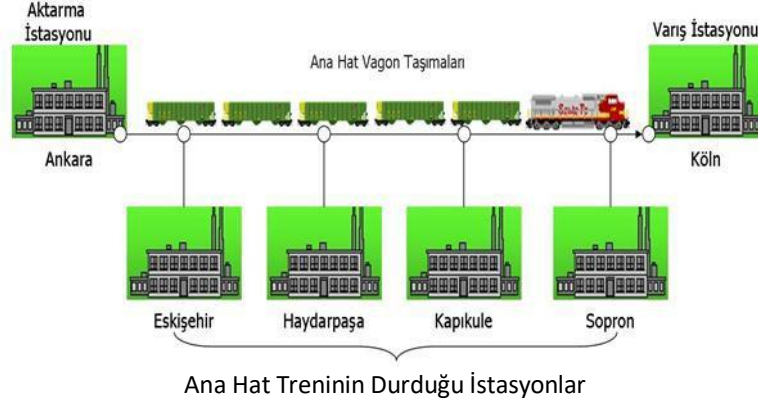 Aktarma
İstasyonu
Varış İstasyonu
Ana Hat Vagon Taşımaları
Ankara
Köln
Eskişehir
Haydarpaşa
Kapıkule
Sopron
Ana Hat Treninin Durduğu İstasyonlar